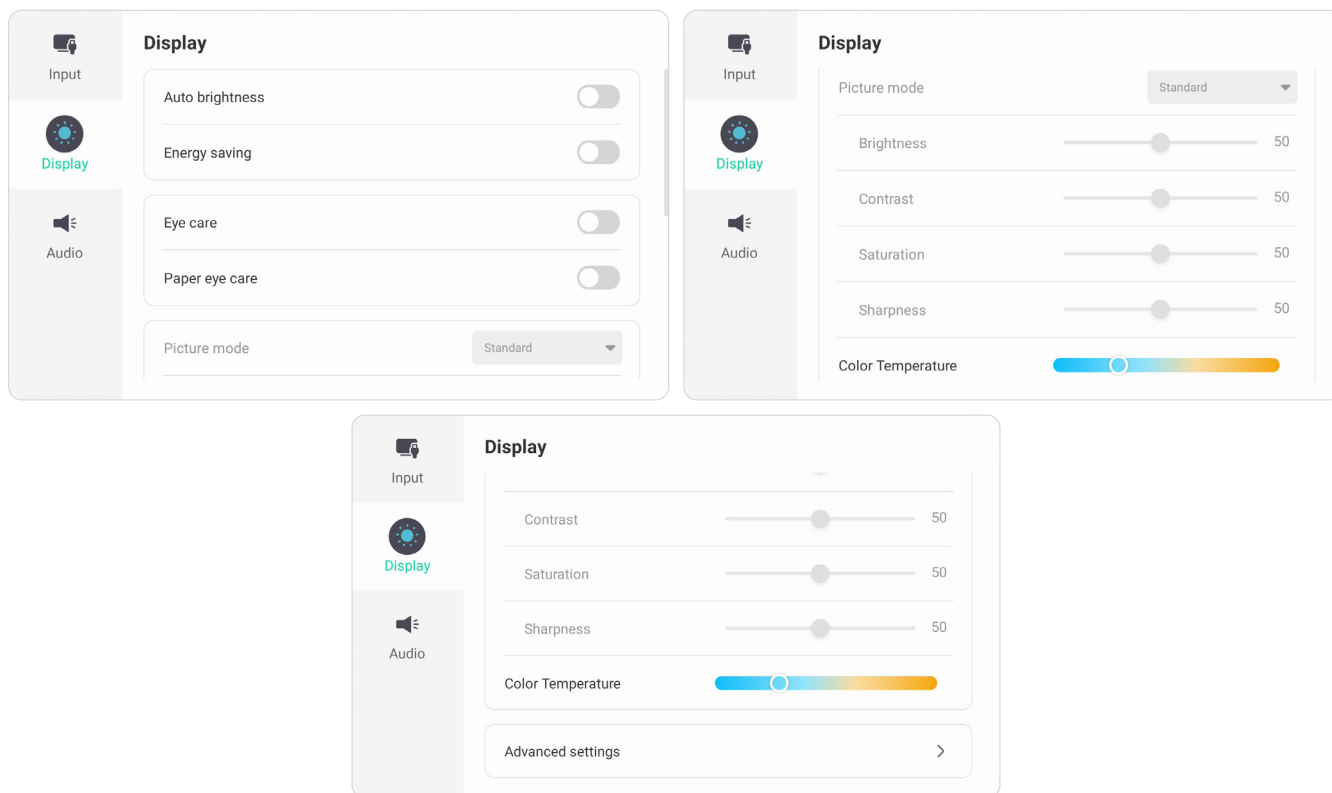 Display
Input
Auto brightness
Display
Energy saving
Eye care
Audio
Paper eye care
Picture mode Standard
Display
Input
Picture mode Standard
Display
Brightness 50
Contrast 50
Audio
Saturation 50
Sharpness 50
Color Temperature
Display
Input
Contrast 50
Display
Saturation 50
Audio
Sharpness 50
Color Temperature
Advanced settings